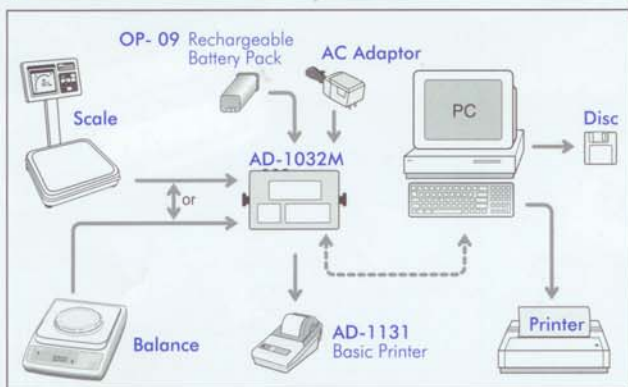 OP- 09 Rechargeable
Battery Pack
AC Adaptor
Scale
PC
Disc
AD-1032M
or
Balance
AD-1131
Basic Printer
Printer